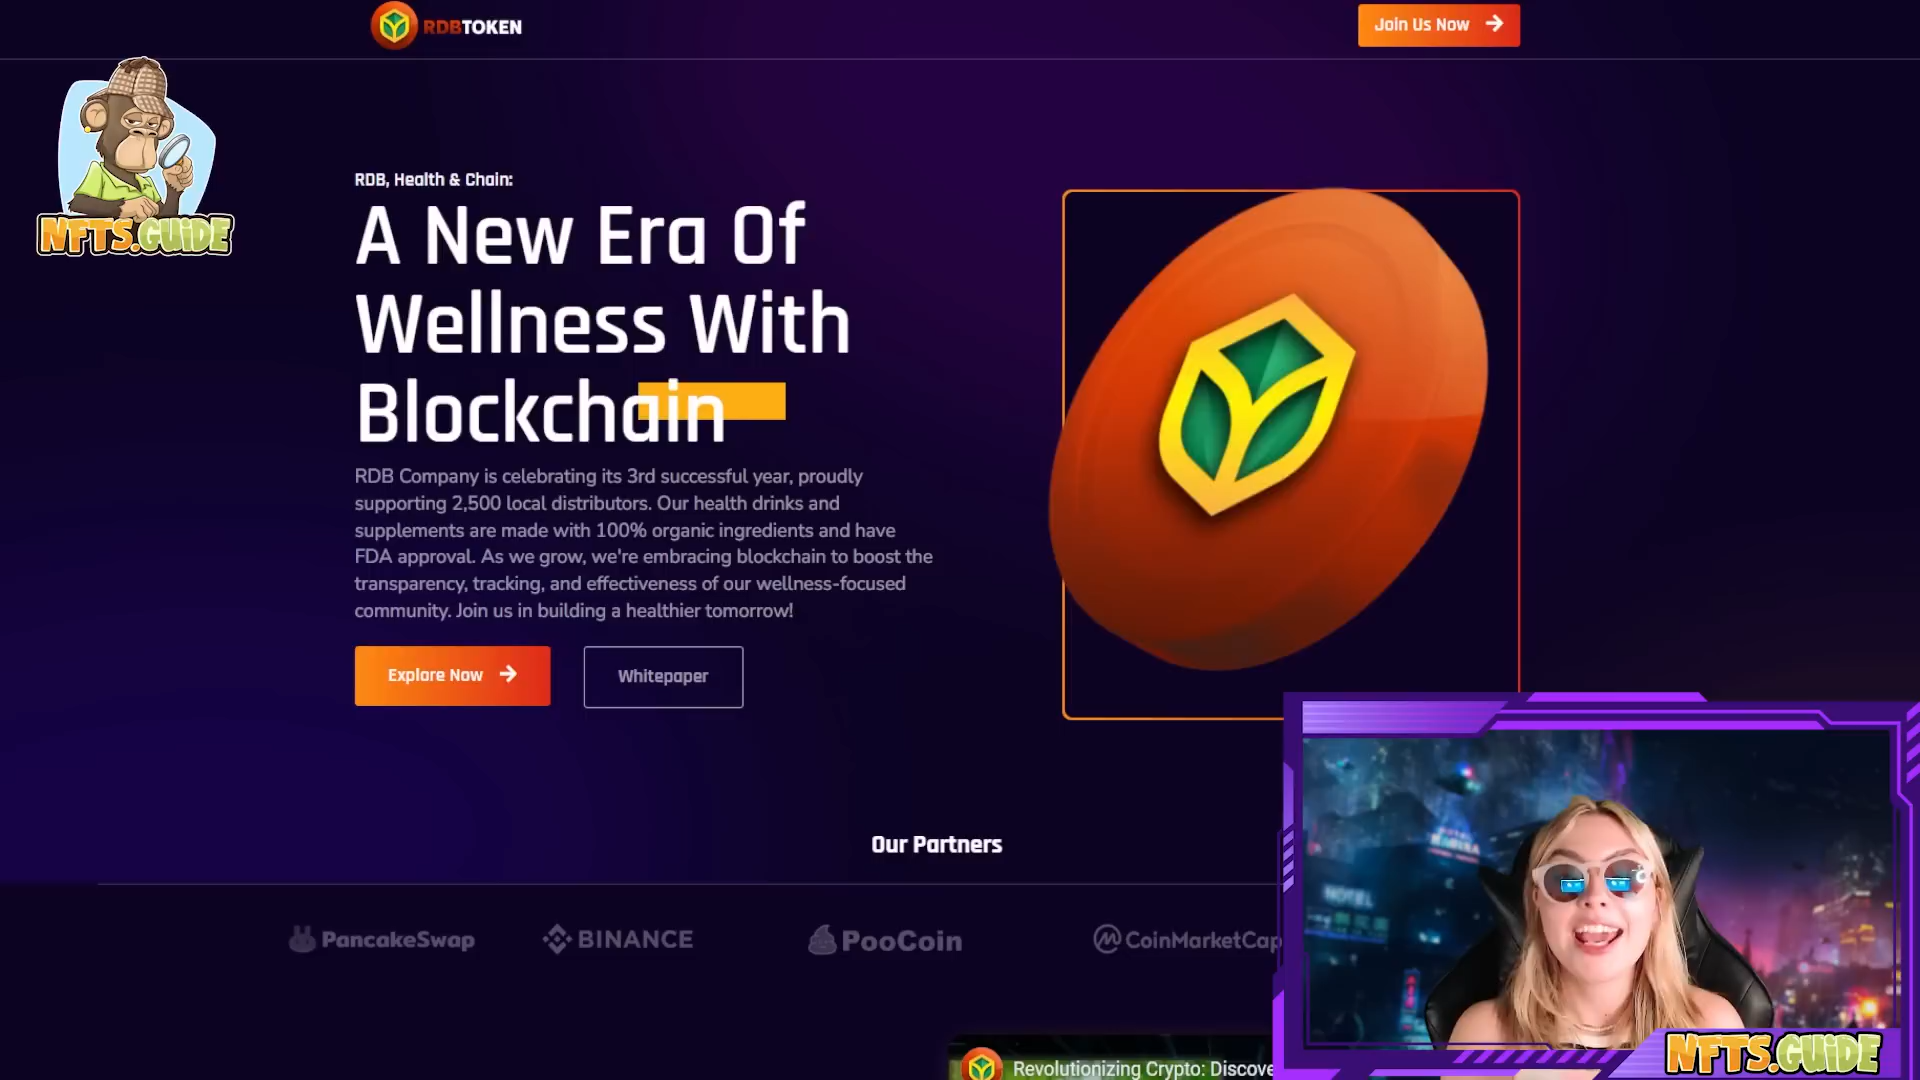 RDBTOKEN
Join Us Now
NFTS.GUiDE
RDB, Health & Chain:
A New Era Of
Wellness With
Blockchain
RDB Company is celebrating its 3rd successful year, proudly
supporting 2,500 local distributors. Our health drinks and
supplements are made with 100% organic ingredients and have
FDA approval. As we grow, we're embracing blockchain to boost the
transparency, tracking, and effectiveness of our wellness-focused
community. Join us in building a healthier tomorrow!
Explore Now
Whitepaper
Our Partners
PancakeSwap
BINANCE
PooCoin
CoinMarketCap
HOTEL
Revolutionizing Crypto: Discove
NFTS.GUiDE